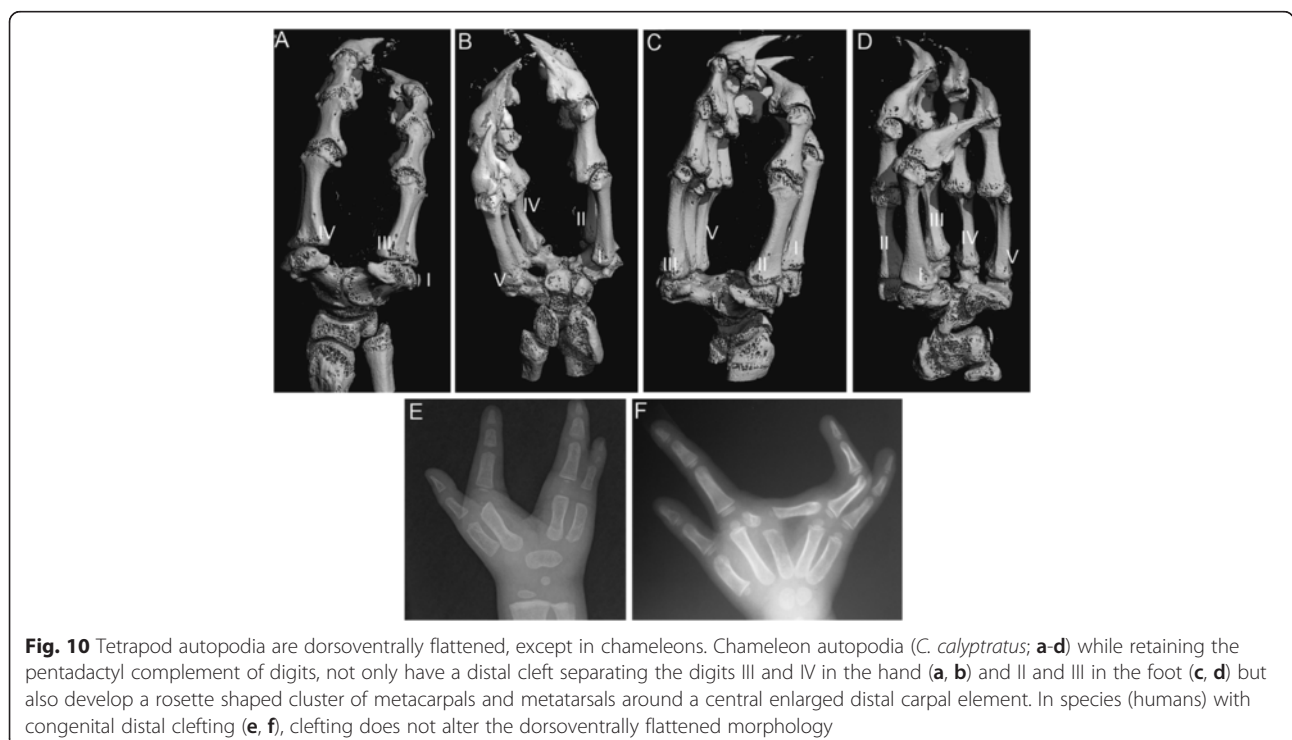 A
B
C
D
IV
III
I
IV
II
V
I
V
III
II
I
II
III
IV
I
V
E
F
Fig. 10 Tetrapod autopodia are dorsoventrally flattened, except in chameleons. Chameleon autopodia (C. calyptratus; a-d) while retaining the
pentadactyl complement of digits, not only have a distal cleft separating the digits III and IV in the hand (a, b) and II and III in the foot (c, d) but
also develop a rosette shaped cluster of metacarpals and metatarsals around a central enlarged distal carpal element. In species (humans) with
congenital distal clefting (e, f), clefting does not alter the dorsoventrally flattened morphology